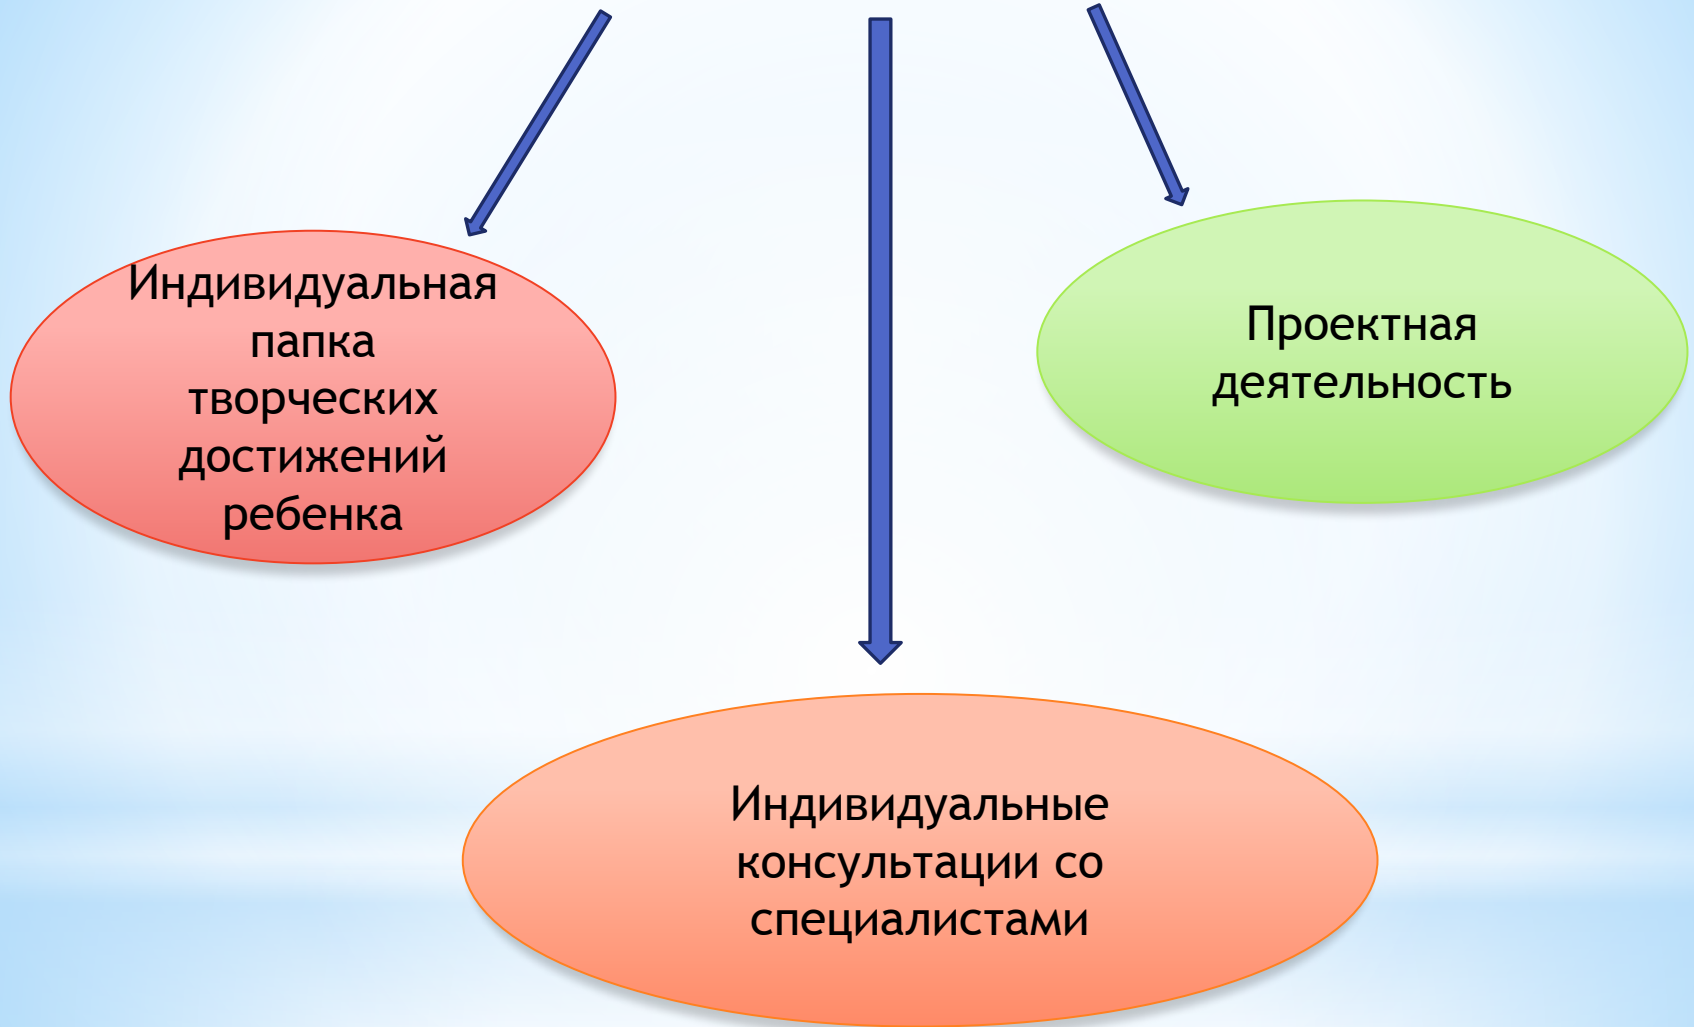 Индивидуальная
папка
творческих
достижений
ребенка
Проектная
деятельность
Индивидуальные
консультации со
специалистами